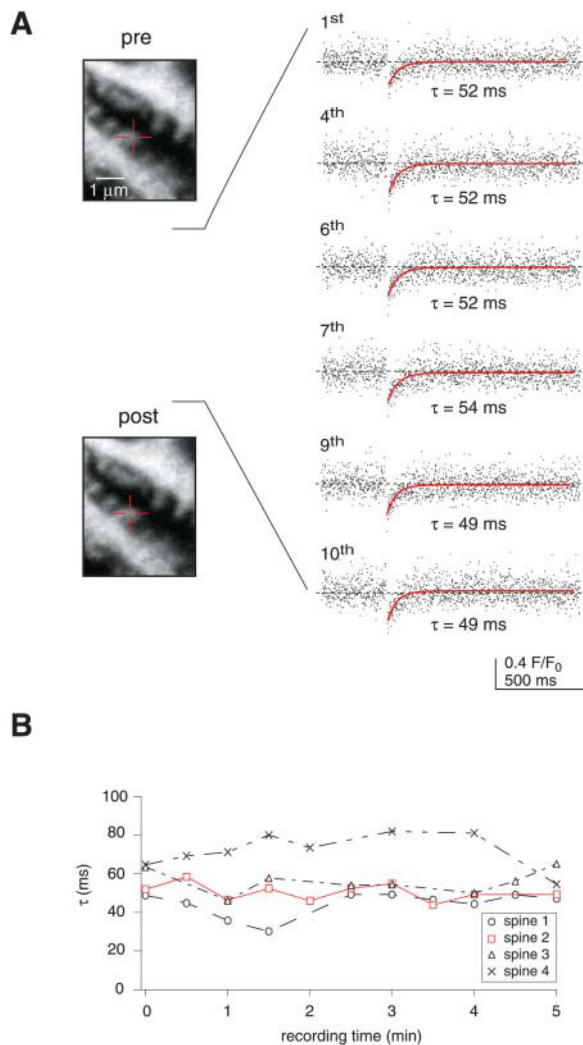 A
pre
1 μm
post
1st
τ = 52 ms
4th
τ = 52 ms
6th
τ = 52 ms
7th
τ = 54 ms
9th
τ = 49 ms
10th
τ = 49 ms
0.4 F/F0
500 ms
B
100
80
60
40
20
0
τ (ms)
spine 1
spine 2
spine 3
spine 4
0 1 2 3 4 5
recording time (min)